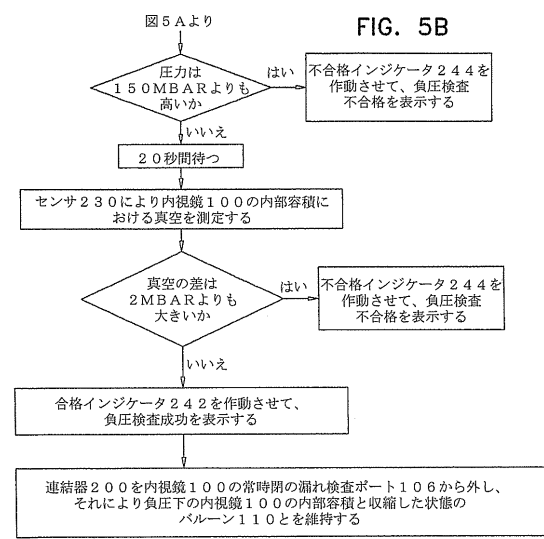 図5Aより
FIG. 5B
圧力は
150MBARよりも
高いか
はい
不合格インジケータ244を
作動させて、負圧検査
不合格を表示する
いいえ
20秒間待つ
センサ230により内視鏡100の内部容積に
おける真空を測定する
真空の差は
2MBARよりも
大きいか
はい
不合格インジケータ244を
作動させて、負圧検査
不合格を表示する
いいえ
合格インジケータ242を作動させて、
負圧検査成功を表示する
連結器200を内視鏡100の常時閉の漏れ検査ポート106から外し、
それにより負圧下の内視鏡100の内部容積と収縮した状態の
バルーン110とを維持する